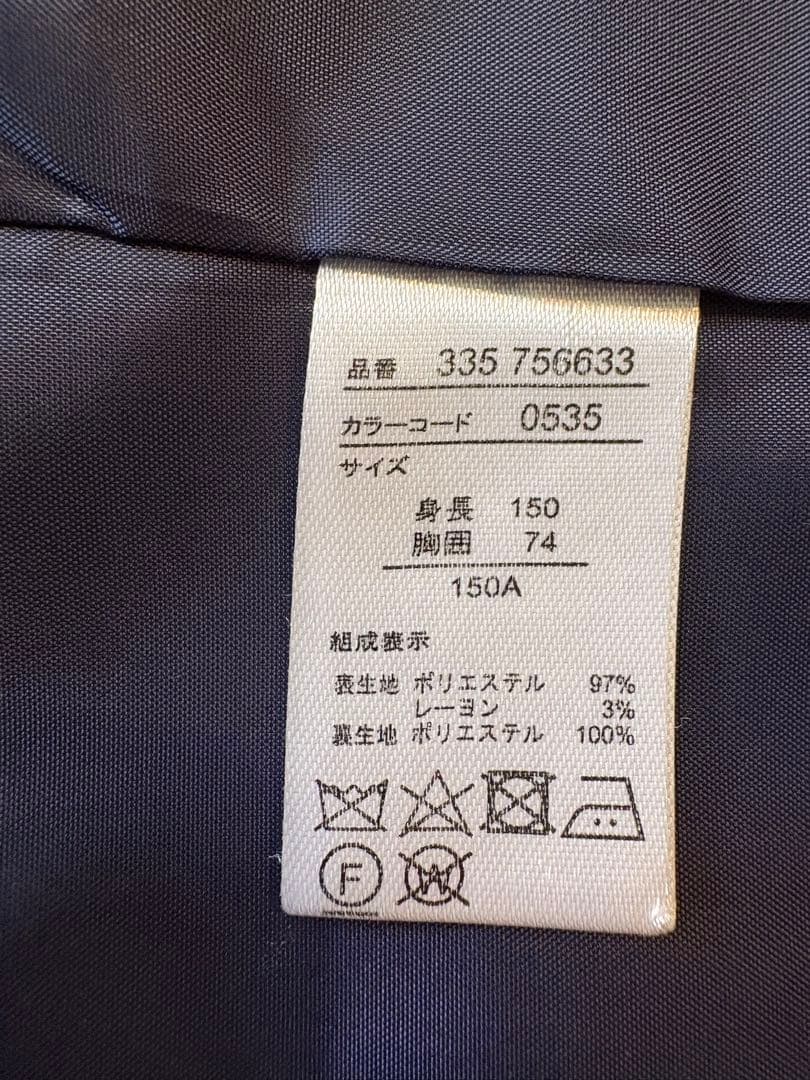 品番 335 756633
カラーコード 0535
サイズ
身長 150
胸囲 74
150A
組成表示
表生地 ポリエステル 97%
レーヨン 3%
裏生地 ポリエステル 100%
F W